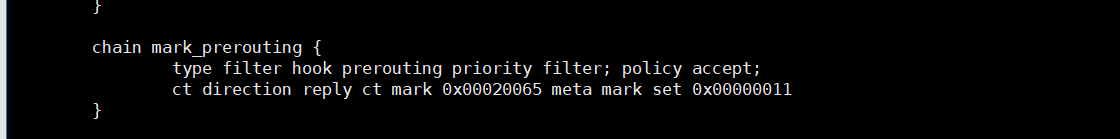 }
chain mark_prerouting {
type filter hook prerouting priority filter; policy accept;
ct direction reply ct mark 0x00020065 meta mark set 0x00000011
}